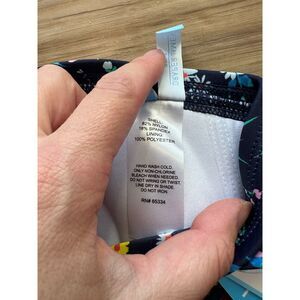 SHELL:
82% NYLON
18% SPANDEX
LINING
100% POLYESTER
HAND WASH COLD.
ONLY NON-CHLORINE
BLEACH WHEN NEEDED.
DO NOT WRING OR TWIST.
LINE DRY IN SHADE.
DO NOT IRON
RN# 65334